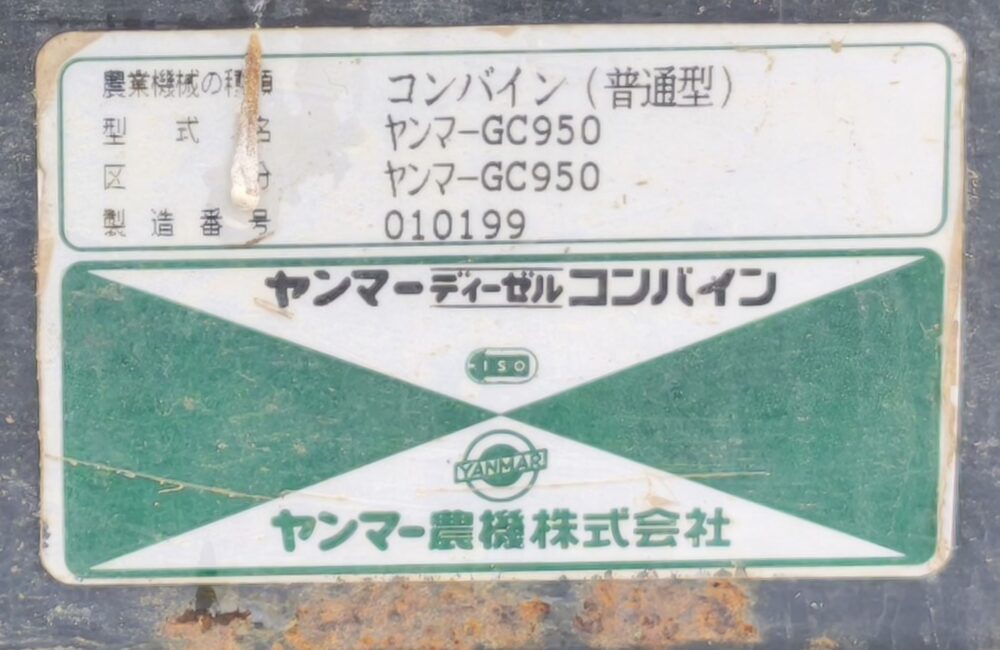 農業機械の種類 コンバイン(普通型)
型式名 ヤンマーGC950
区分 ヤンマーGC950
製造番号 010199
ヤンマーディーゼルコンバイン
ISO
YANMAR
ヤンマー農機株式会社